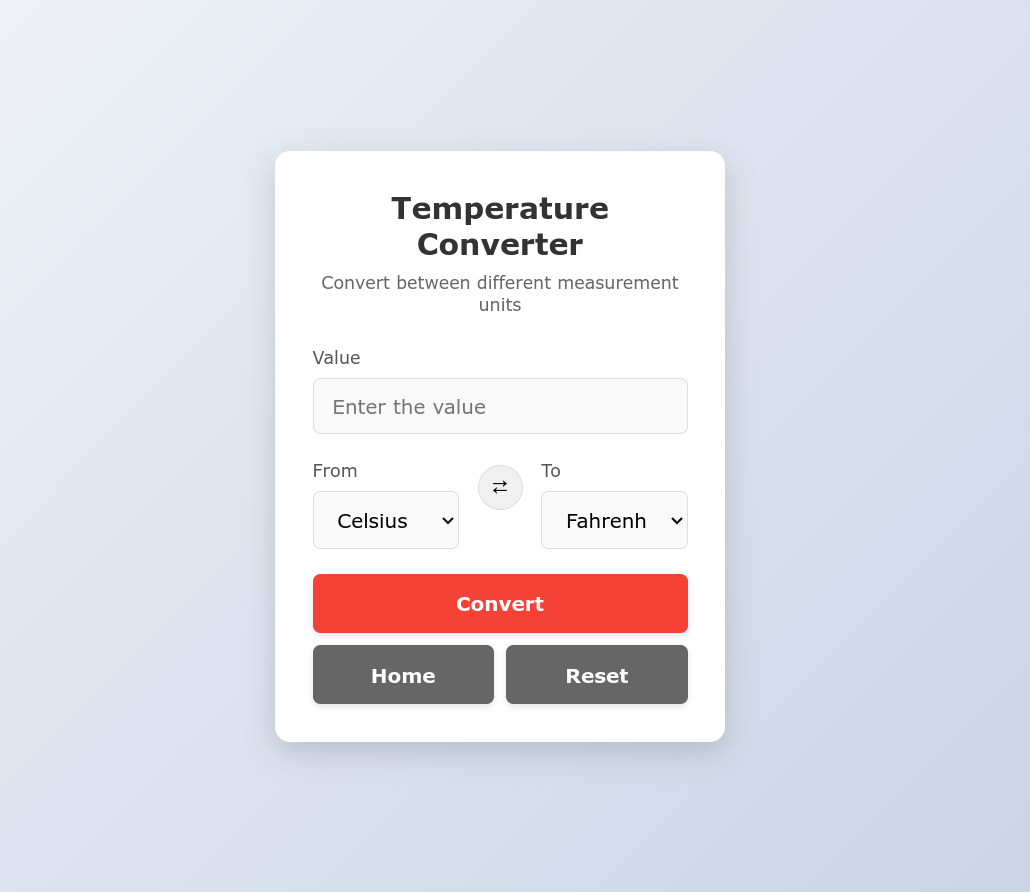 Temperature
Converter
Convert between different measurement
units
Value
Enter the value
From
To
⇄
Celsius
Fahrenh
Convert
Home
Reset